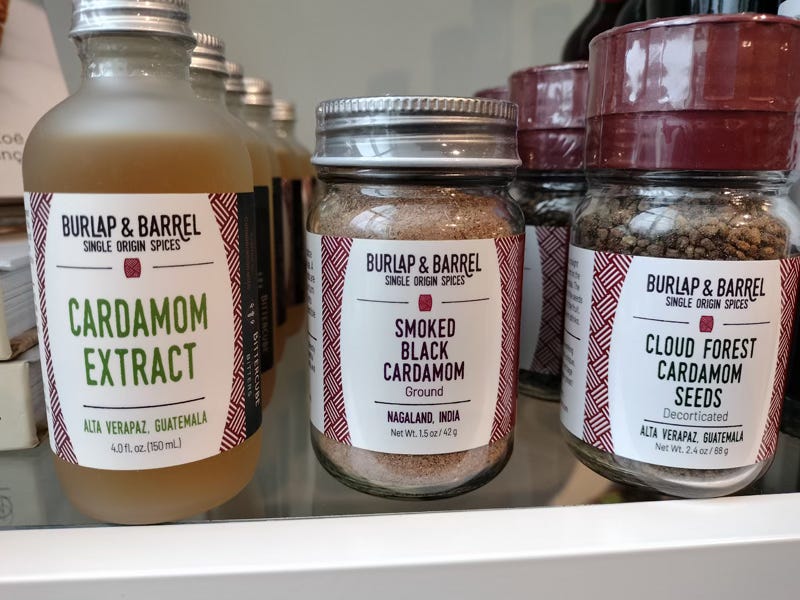 BURLAP & BARREL
SINGLE ORIGIN SPICES
CARDAMOM
EXTRACT
ALTA VERAPAZ, GUATEMALA
4.0 fl. oz. (150 mL)
BURLAP & BARREL
SINGLE ORIGIN SPICES
SMOKED
BLACK
CARDAMOM
Ground
NAGALAND, INDIA
Net Wt. 1.5 oz / 42 g
BURLAP & BARREL
SINGLE ORIGIN SPICES
CLOUD FOREST
CARDAMOM
SEEDS
Decorticated
ALTA VERAPAZ, GUATEMALA
Net Wt. 2.4 oz / 68 g